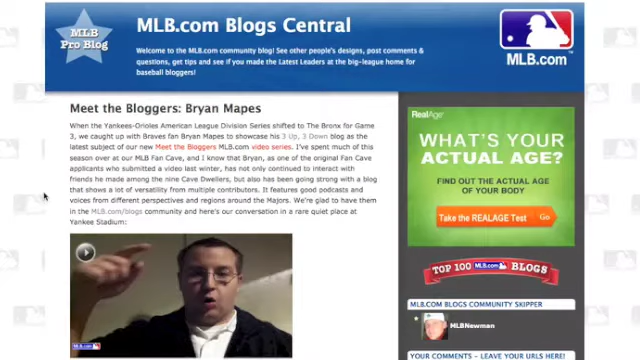 MLB
Pro Blog
MLB.com Blogs Central
Welcome to the MLB.com community blog! See other people's designs, post comments &
questions, get tips and see if you made the Latest Leaders at the big-league home for
baseball bloggers!
MLB.com
Meet the Bloggers: Bryan Mapes
When the Yankees-Orioles American League Division Series shifted to The Bronx for Game
3, we caught up with Braves fan Bryan Mapes to showcase his 3 Up, 3 Down blog as the
latest subject of our new Meet the Bloggers MLB.com video series. I've spent much of this
season over at our MLB Fan Cave, and I know that Bryan, as one of the original Fan Cave
applicants who submitted a video last winter, has not only continued to interact with
friends he made among the nine Cave Dwellers, but also has been going strong with a blog
that shows a lot of versatility from multiple contributors. It features good podcasts and
voices from different perspectives and regions around the Majors. We're glad to have them
in the MLB.com/blogs community and here's our conversation in a rare quiet place at
Yankee Stadium:
MLB.com
RealAge
WHAT'S YOUR
ACTUAL AGE?
FIND OUT THE ACTUAL AGE
OF YOUR BODY
Take the REALAGE Test Go
TOP 100 MLB.com BLOGS
MLB.COM BLOGS COMMUNITY SKIPPER
MLBNewman
YOUR COMMENTS - LEAVE YOUR URLS HERE!